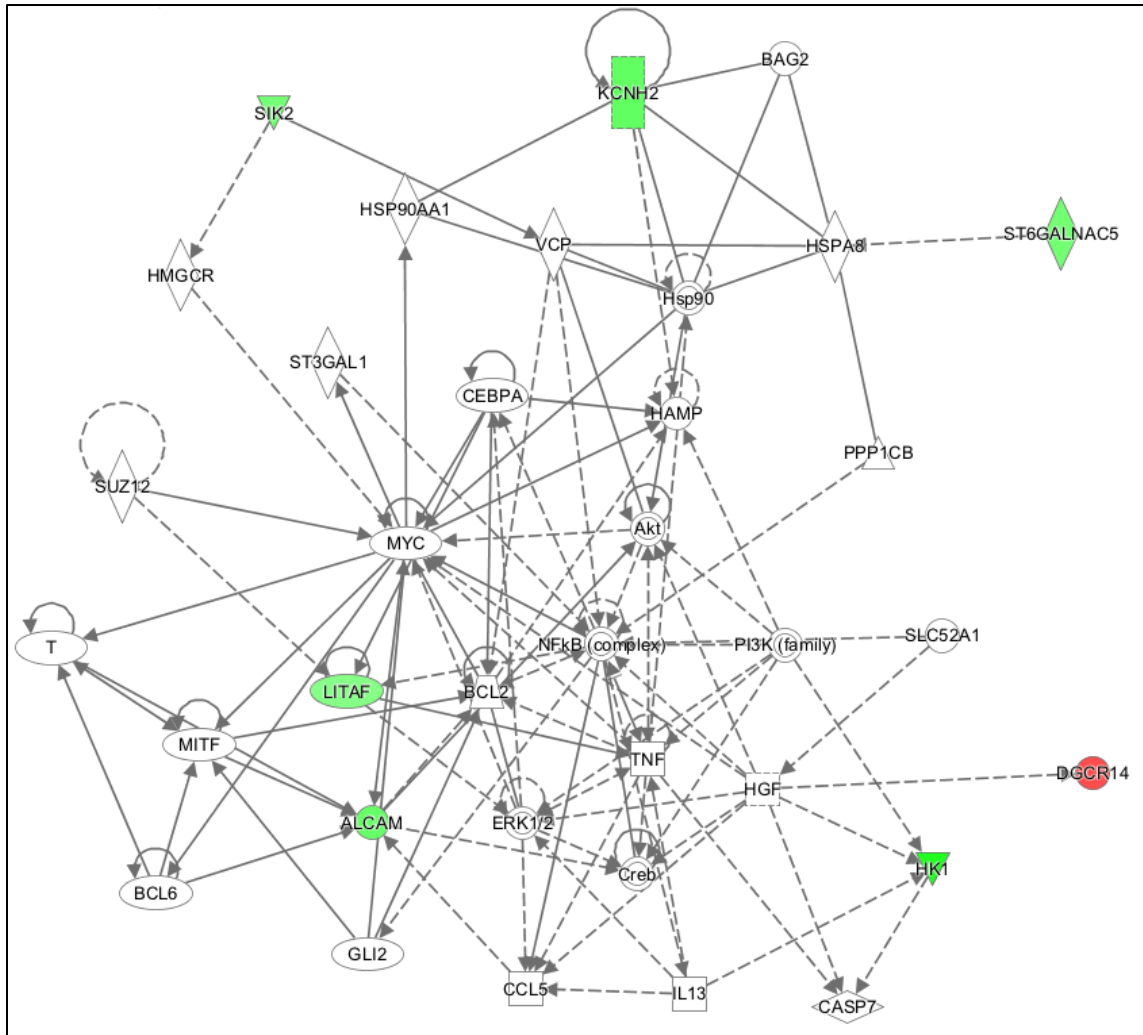 BAG2
KCNH2
SIK2
HSP90AA1
VCP
HSPA8
ST6GALNAC5
HMGCR
Hsp90
ST3GAL1
CEBPA
HAMP
PPP1CB
SUZ12
Akt
MYC
T
NFkB (complex)
PI3K (family)
SLC52A1
LITAF
BCL2
MITF
TNF
HGF
DGCR14
ALCAM
ERK1/2
Creb
HK1
BCL6
GLI2
CCL5
IL13
CASP7